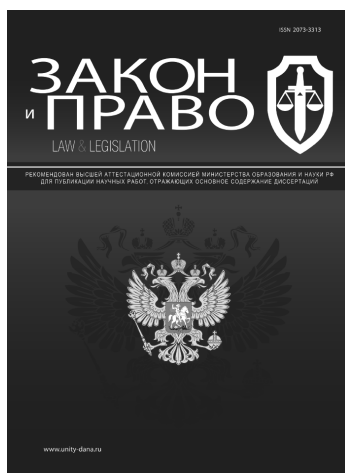 ISSN 2073-3313
ЗАКОН
и ПРАВО
LAW & LEGISLATION
РЕКОМЕНДОВАН ВЫСШЕЙ АТТЕСТАЦИОННОЙ КОМИССИЕЙ МИНИСТЕРСТВА ОБРАЗОВАНИЯ И НАУКИ РФ
ДЛЯ ПУБЛИКАЦИИ НАУЧНЫХ РАБОТ, ОТРАЖАЮЩИХ ОСНОВНОЕ СОДЕРЖАНИЕ ДИССЕРТАЦИЙ
www.unity-dana.ru